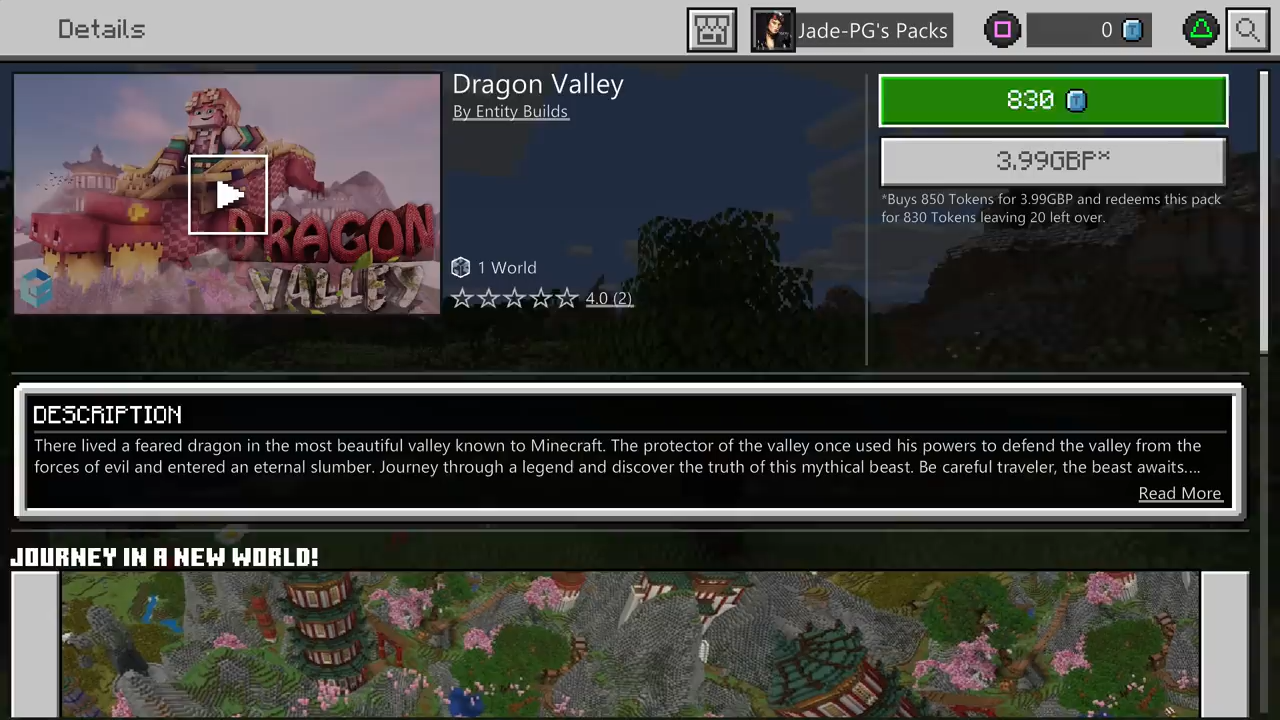 Details
Jade-PG's Packs
0
Dragon Valley
By Entity Builds
DRAGON
VALLEY
1 World
4.0 (2)
830
3.99GBP*
*Buys 850 Tokens for 3.99GBP and redeems this pack
for 830 Tokens leaving 20 left over.
DESCRIPTION
There lived a feared dragon in the most beautiful valley known to Minecraft. The protector of the valley once used his powers to defend the valley from the
forces of evil and entered an eternal slumber. Journey through a legend and discover the truth of this mythical beast. Be careful traveler, the beast awaits....
Read More
JOURNEY IN A NEW WORLD!